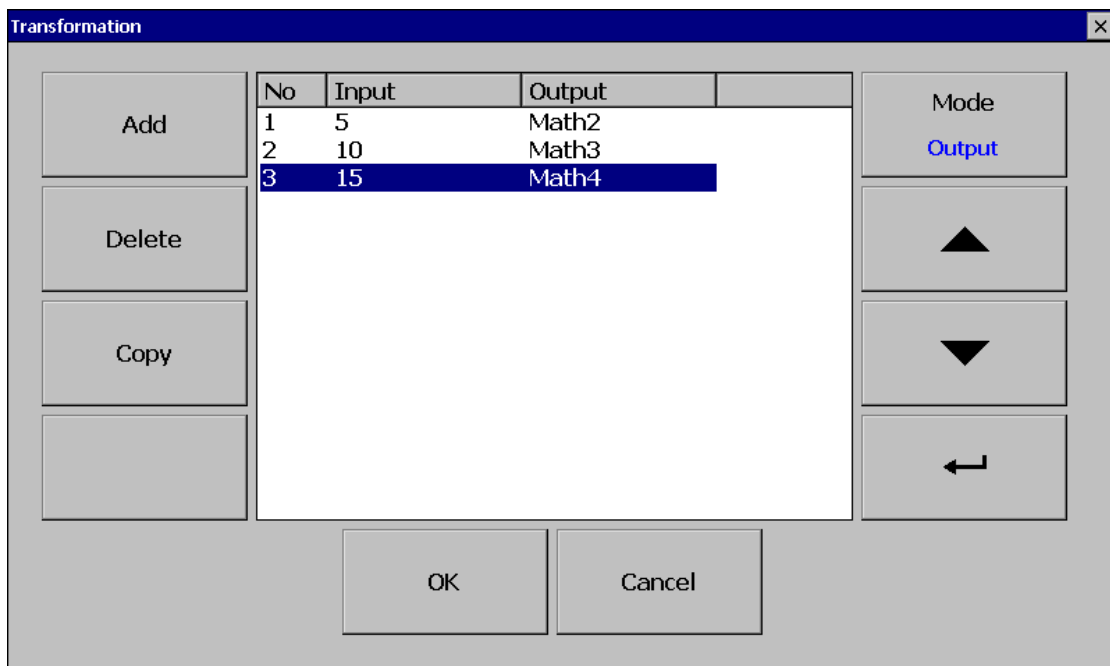 Transformation
Add
Delete
Copy
No Input Output
1 5 Math2
2 10 Math3
3 15 Math4
Mode
Output
OK
Cancel